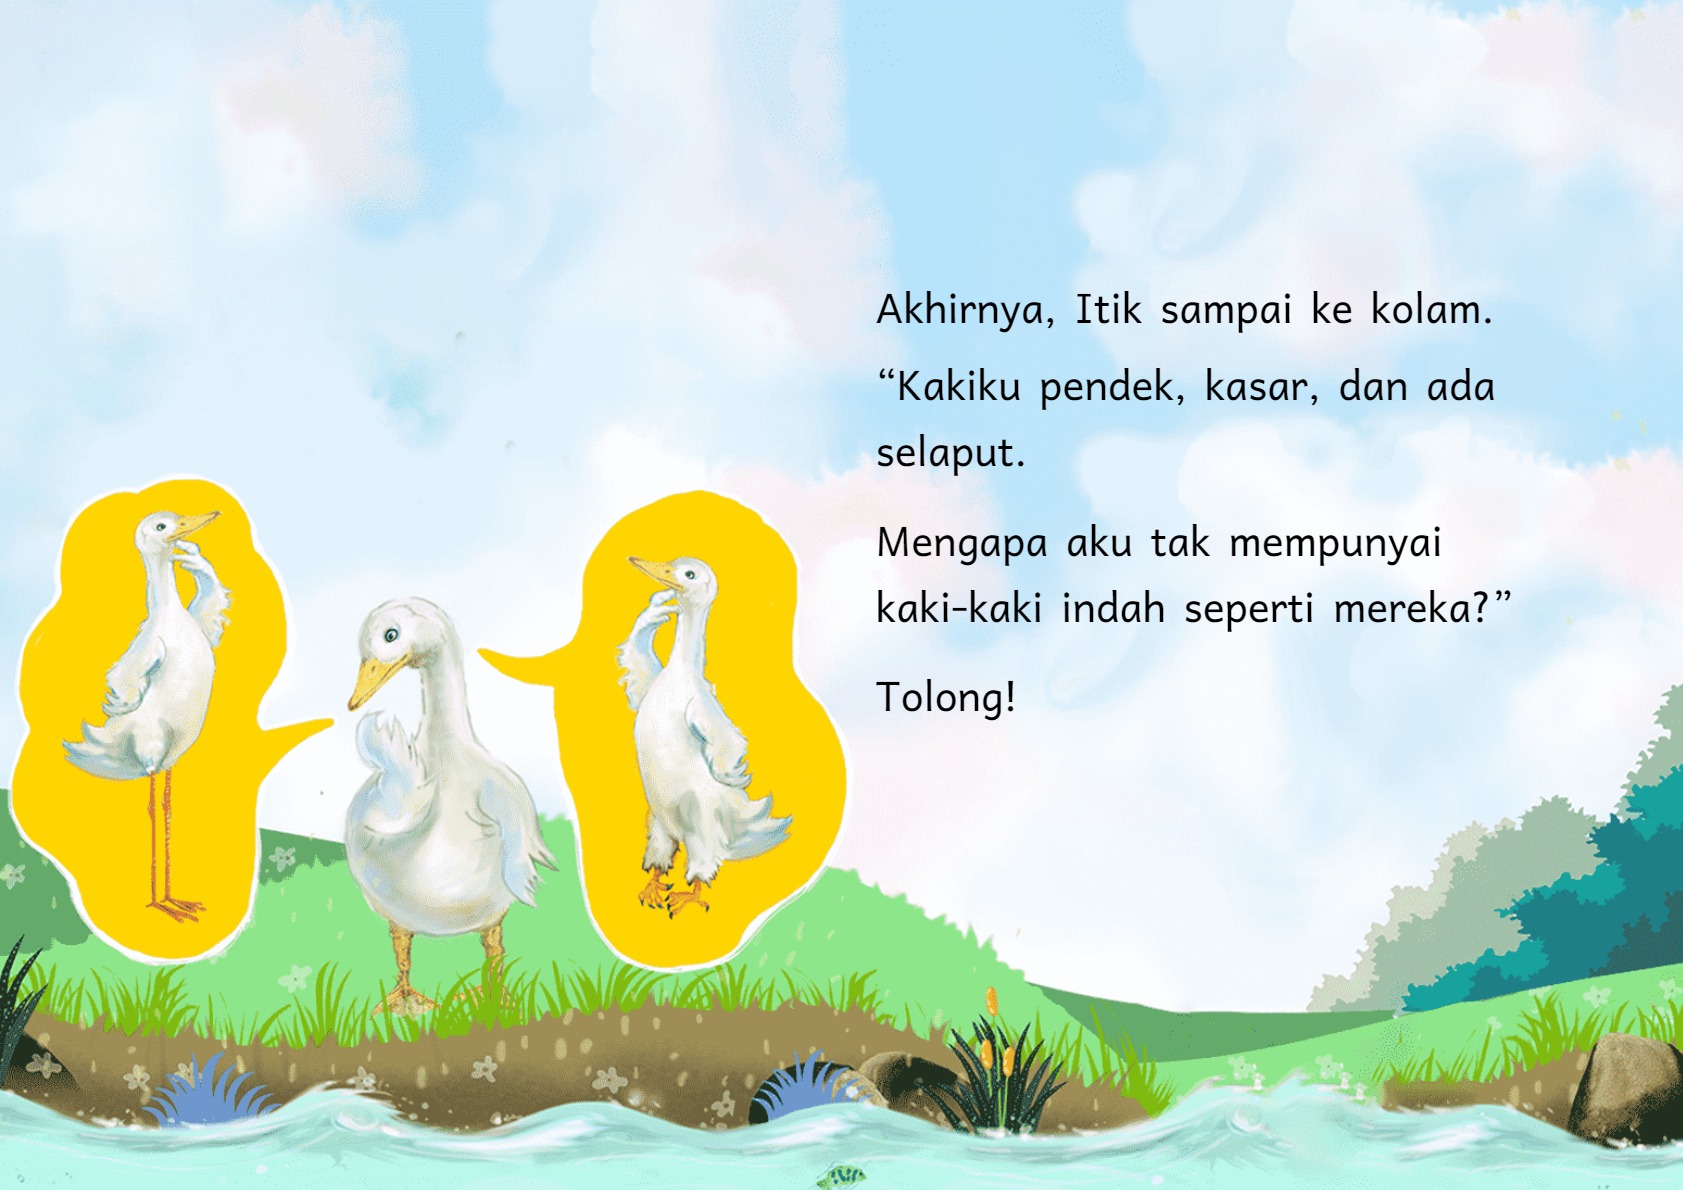 Akhirnya, Itik sampai ke kolam.
“Kakiku pendek, kasar, dan ada
selaput.
Mengapa aku tak mempunyai
kaki-kaki indah seperti mereka?”
Tolong!